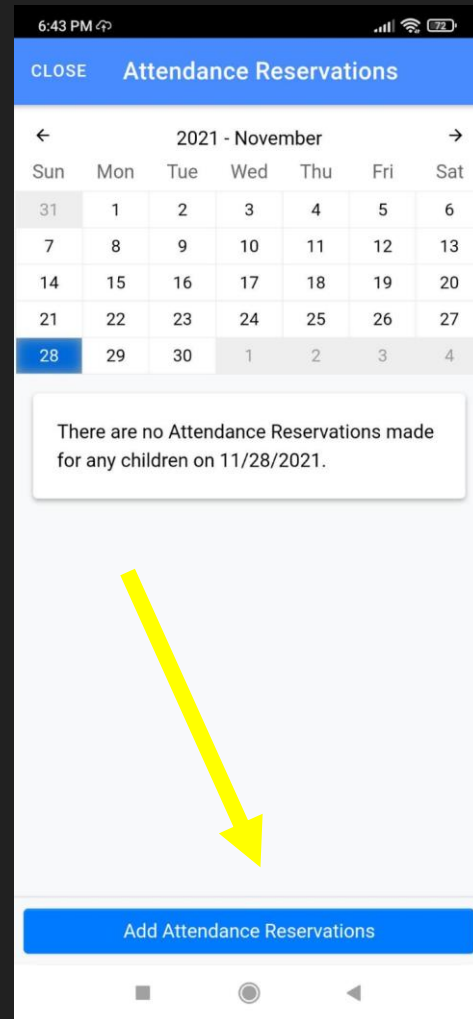 6:43 PM 72
CLOSE Attendance Reservations
2021 - November
Sun Mon Tue Wed Thu Fri Sat
31 1 2 3 4 5 6
7 8 9 10 11 12 13
14 15 16 17 18 19 20
21 22 23 24 25 26 27
28 29 30 1 2 3 4
There are no Attendance Reservations made
for any children on 11/28/2021.
Add Attendance Reservations